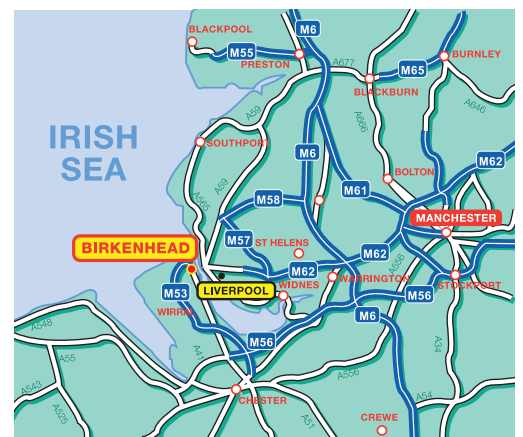 BLACKPOOL
M6
M55
PRESTON
A677
BURNLEY
M65
BLACKBURN
A59
A646
A666
IRISH
SEA
SOUTHPORT
M6
M62
BOLTON
A59
A565
M58
M61
MANCHESTER
BIRKENHEAD
M57
ST HELENS
M62
M62
A556
WARRINGTON
STOCKPORT
LIVERPOOL
WIDNES
M53
M56
WIRRAL
M6
A548
M56
A34
A55
A41
A556
A543
A54
CHESTER
A525
A51
CREWE